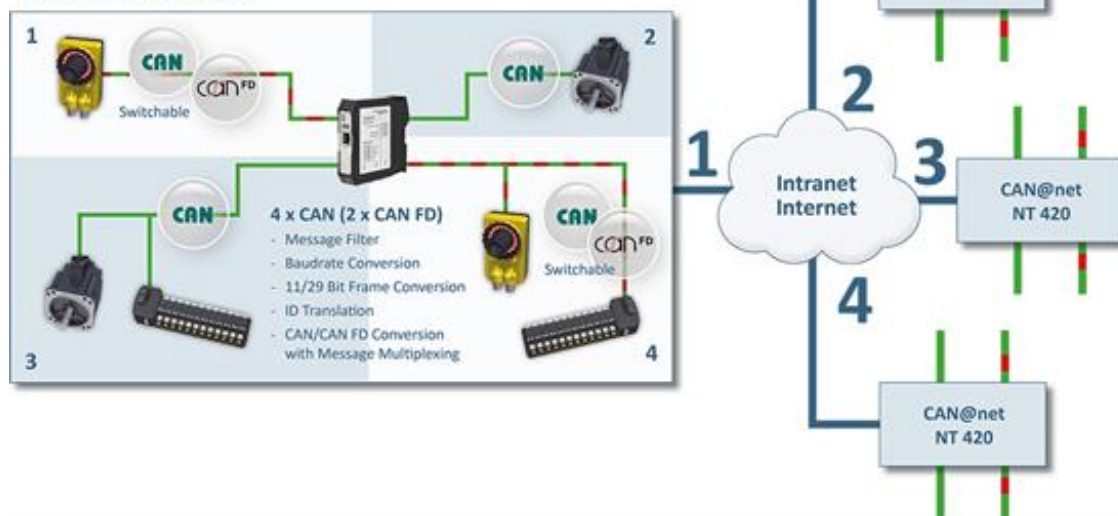 1
CAN
can FD
Switchable
2
CAN
CAN
4 x CAN (2 x CAN FD)
- Message Filter
- Baudrate Conversion
- 11/29 Bit Frame Conversion
- ID Translation
- CAN/CAN FD Conversion
with Message Multiplexing
CAN
can FD
Switchable
3
4
1
2
3
4
Intranet
Internet
CAN@net
NT 420
CAN@net
NT 420